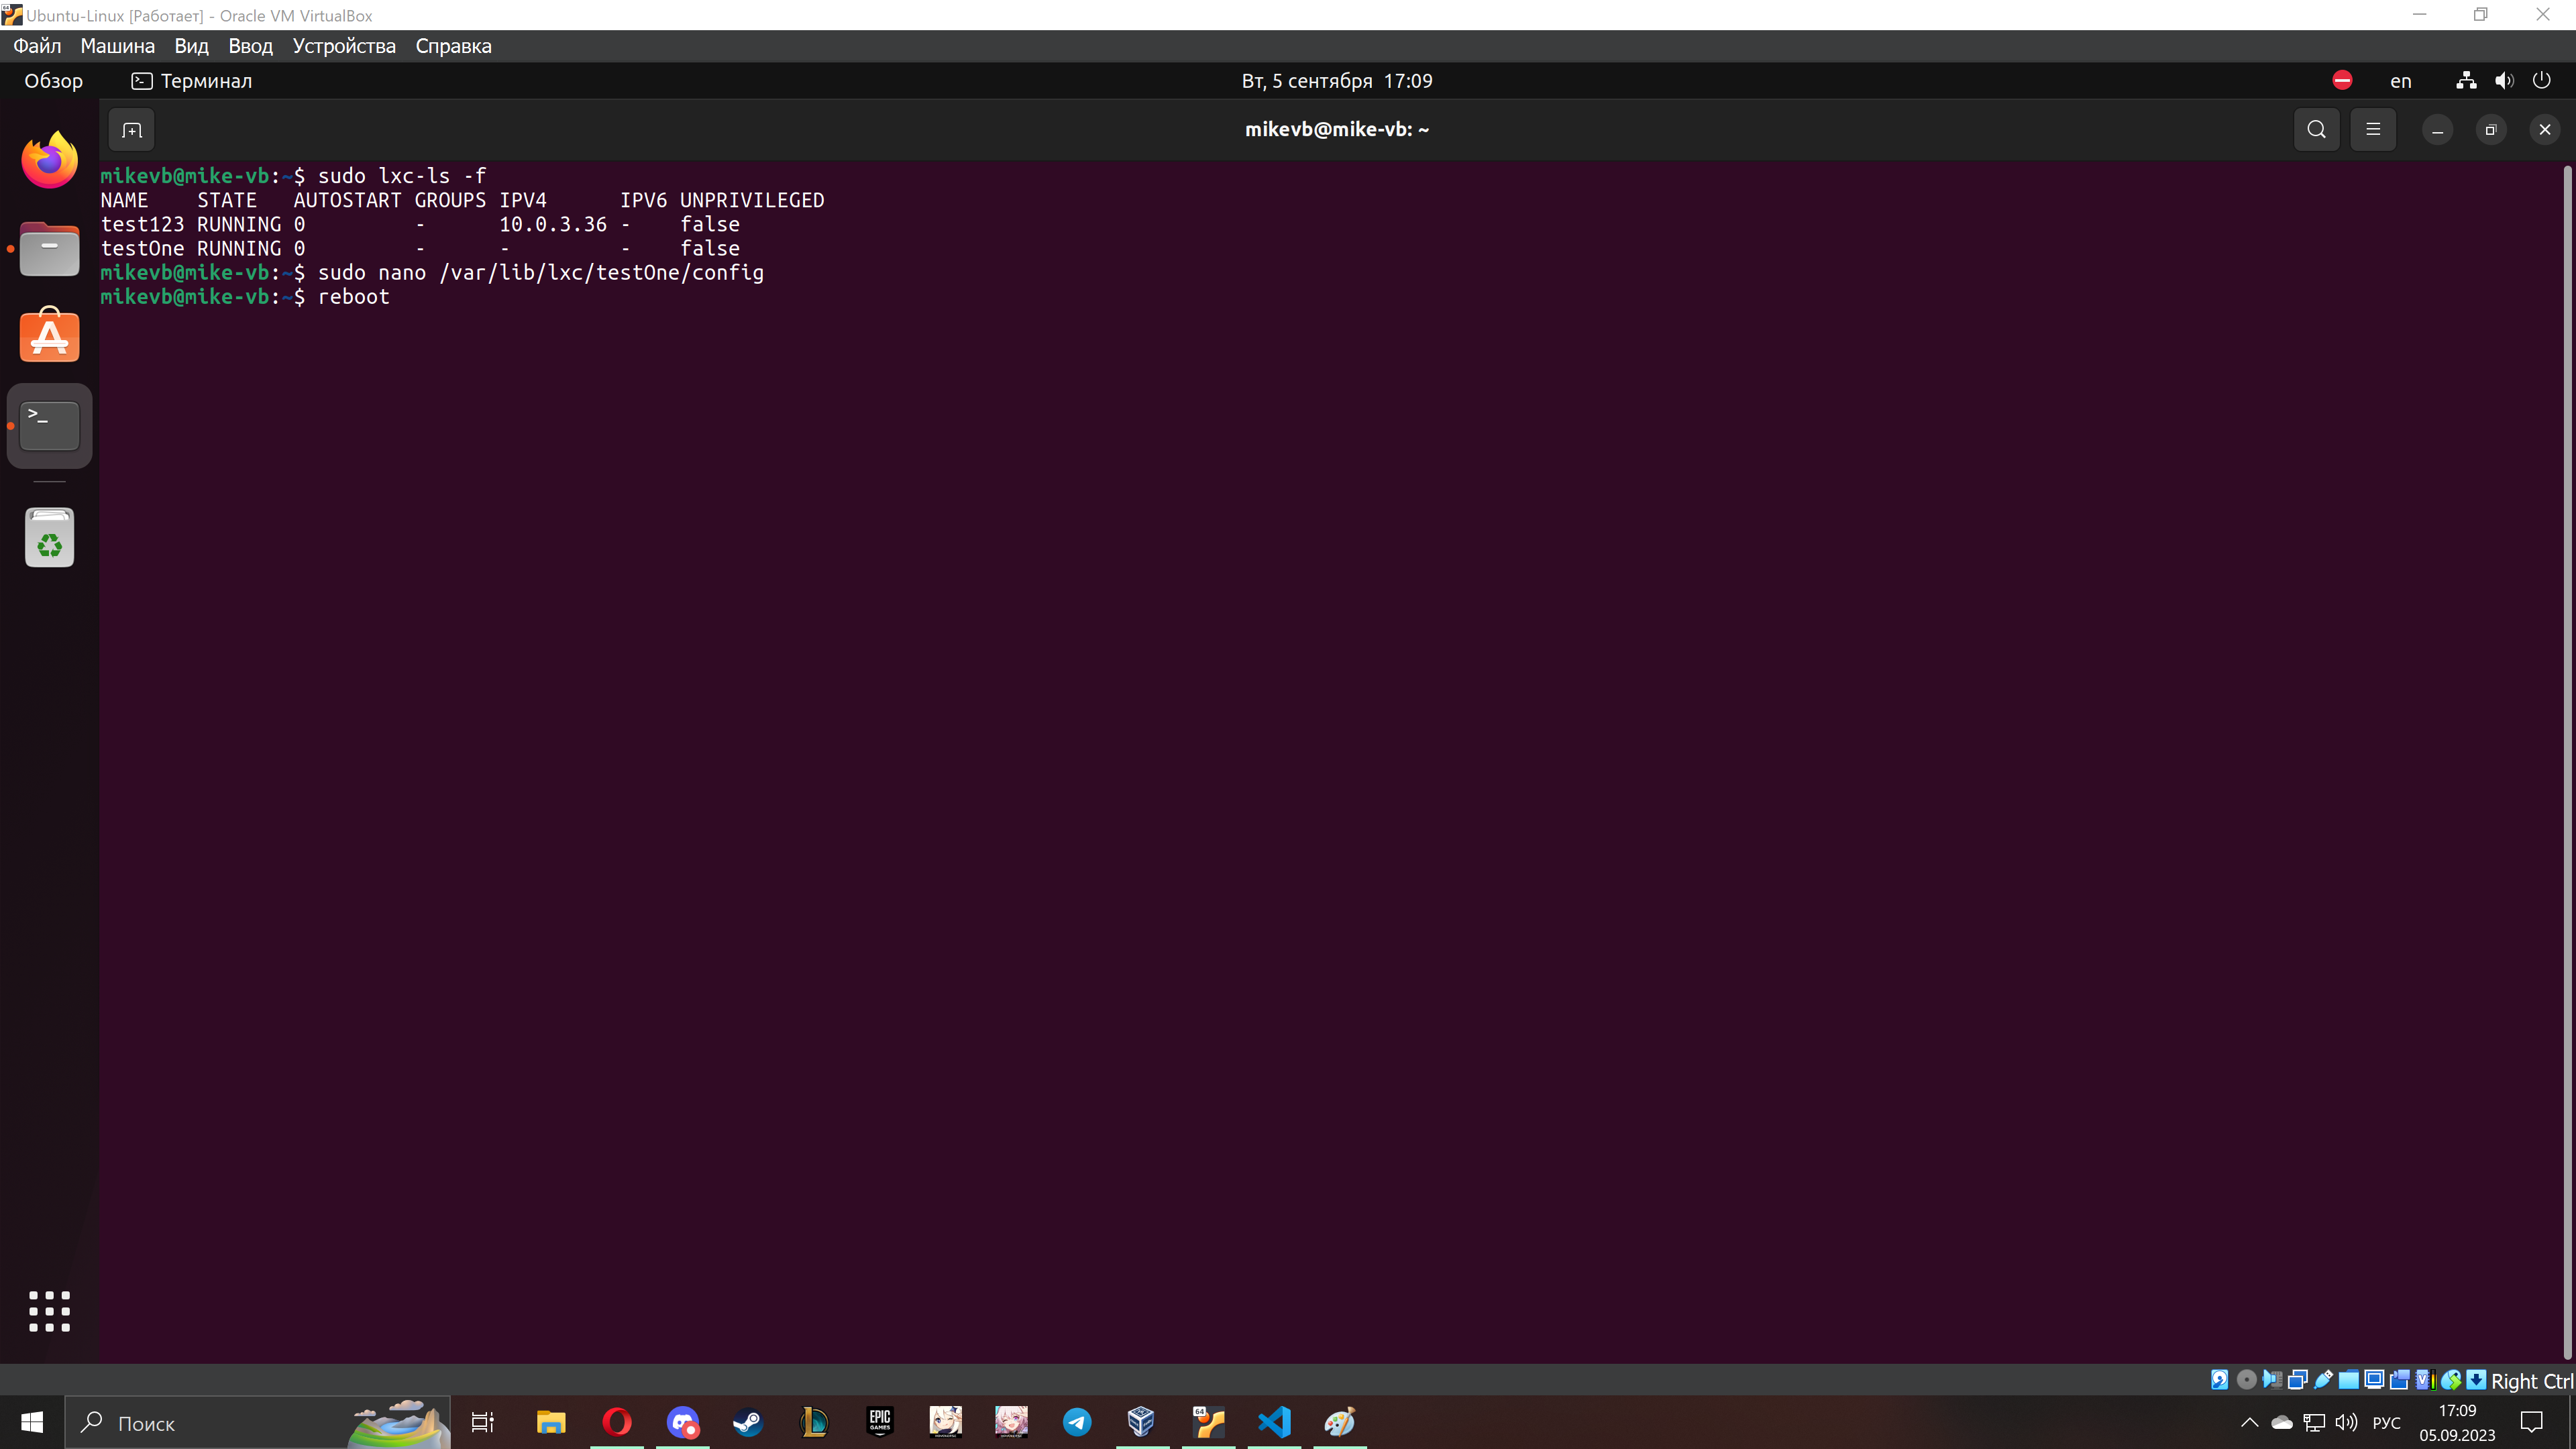 Ubuntu-Linux [Работает] - Oracle VM VirtualBox
Файл Машина Вид Ввод Устройства Справка
Обзор Терминал Вт, 5 сентября 17:09 en
mikevb@mike-vb: ~
mikevb@mike-vb:~$ sudo lxc-ls -f
NAME STATE AUTOSTART GROUPS IPV4 IPV6 UNPRIVILEGED
test123 RUNNING 0 - 10.0.3.36 - false
testOne RUNNING 0 - - - false
mikevb@mike-vb:~$ sudo nano /var/lib/lxc/testOne/config
mikevb@mike-vb:~$ reboot
Right Ctrl
Поиск
EPIC GAMES
64
РУС
17:09
05.09.2023